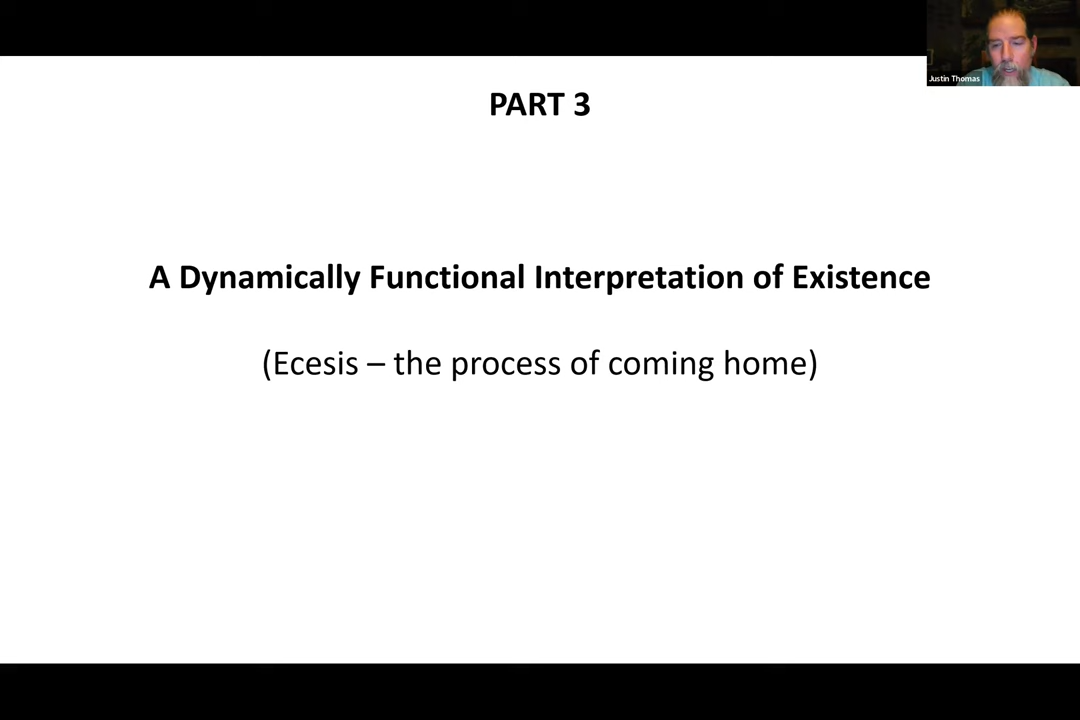 Justin Thomas
PART 3
A Dynamically Functional Interpretation of Existence
(Ecesis – the process of coming home)